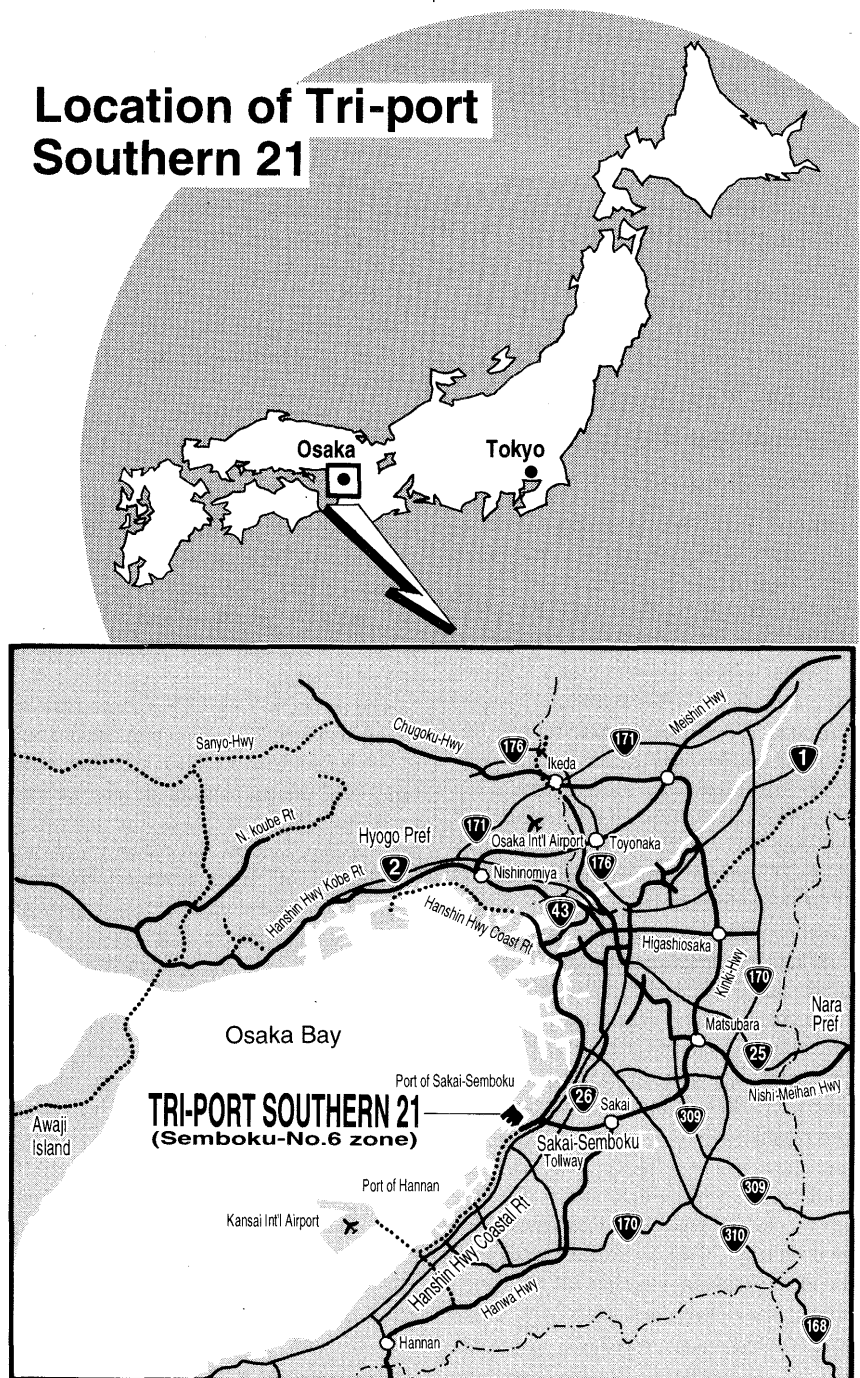 Location of Tri-port
Southern 21
Osaka
Tokyo
Meishin Hwy
Chugoku-Hwy
Sanyo-Hwy
176
171
1
Ikeda
N. koube Rt
Hyogo Pref
171
Osaka Int'l Airport
Toyonaka
2
176
Nishinomiya
Hanshin Hwy Kobe Rt
Hanshin Hwy Coast Rt
43
Higashiosaka
Kinki-Hwy
170
Nara
Pref
Osaka Bay
Matsubara
25
Nishi-Meihan Hwy
Port of Sakai-Semboku
TRI-PORT SOUTHERN 21
(Semboku-No.6 zone)
26
Sakai
309
Awaji
Island
Sakai-Semboku
Tollway
Port of Hannan
309
Kansai Int'l Airport
170
310
Hanshin Hwy Coastal Rt
Hanwa Hwy
168
Hannan